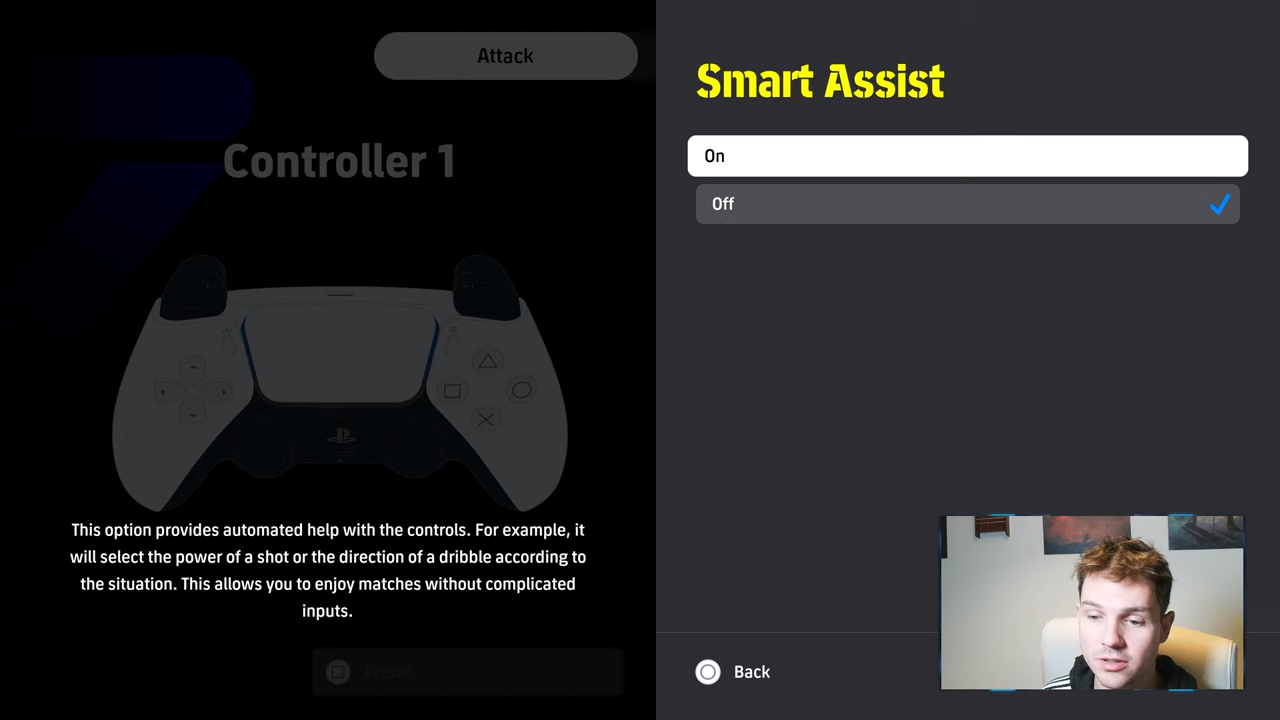 Attack
Controller 1
This option provides automated help with the controls. For example, it
will select the power of a shot or the direction of a dribble according to
the situation. This allows you to enjoy matches without complicated
inputs.
Preset
Smart Assist
On
Off
Back